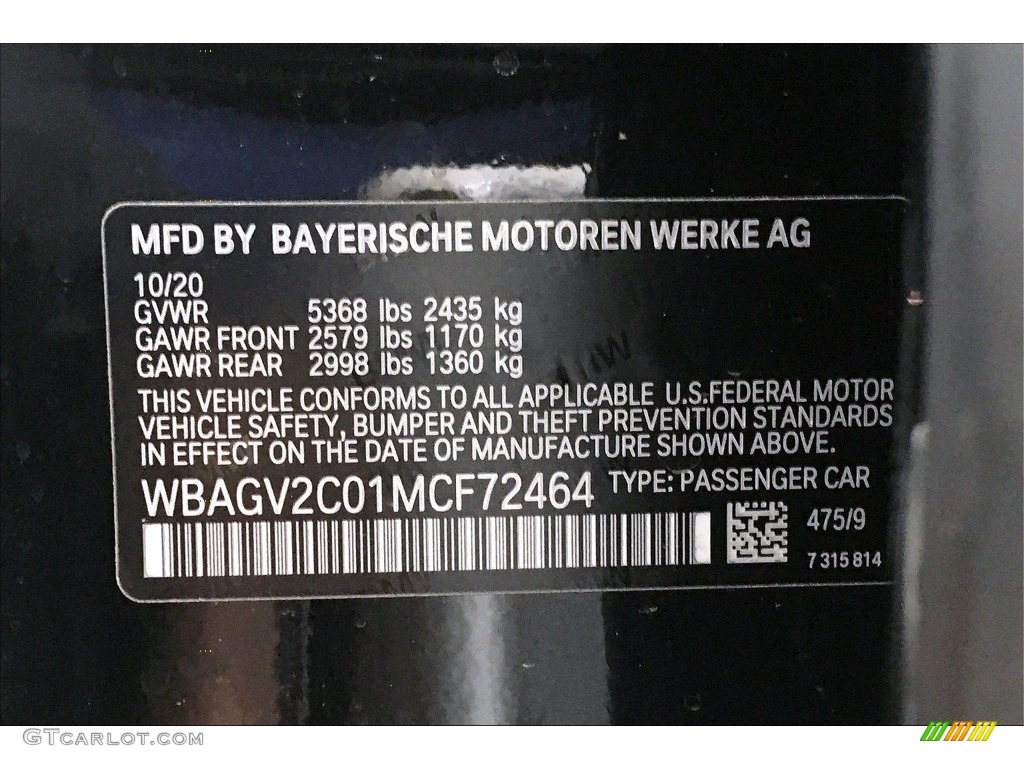 MFD BY BAYERISCHE MOTOREN WERKE AG
10/20
GVWR 5368 lbs 2435 kg
GAWR FRONT 2579 lbs 1170 kg
GAWR REAR 2998 lbs 1360 kg
THIS VEHICLE CONFORMS TO ALL APPLICABLE U.S.FEDERAL MOTOR
VEHICLE SAFETY, BUMPER AND THEFT PREVENTION STANDARDS
IN EFFECT ON THE DATE OF MANUFACTURE SHOWN ABOVE.
WBAGV2C01MCF72464 TYPE: PASSENGER CAR
475/9
7 315 814
GTCARLOT.COM